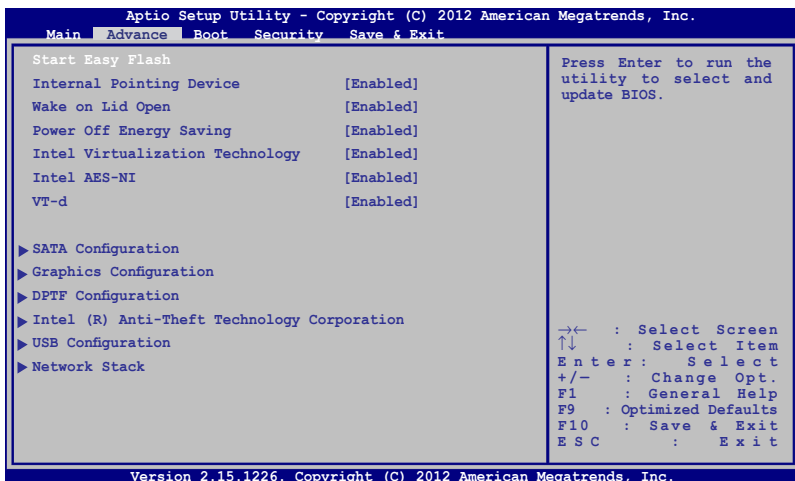 Aptio Setup Utility - Copyright (C) 2012 American Megatrends, Inc.
Main Advance Boot Security Save & Exit
Start Easy Flash
Internal Pointing Device [Enabled]
Wake on Lid Open [Enabled]
Power Off Energy Saving [Enabled]
Intel Virtualization Technology [Enabled]
Intel AES-NI [Enabled]
VT-d [Enabled]
SATA Configuration
Graphics Configuration
DPTF Configuration
Intel (R) Anti-Theft Technology Corporation
USB Configuration
Network Stack
Press Enter to run the
utility to select and
update BIOS.
→← : Select Screen
↑↓ : Select Item
Enter: Select
+/— : Change Opt.
F1 : General Help
F9 : Optimized Defaults
F10 : Save & Exit
ESC : Exit
Version 2.15.1226. Copyright (C) 2012 American Megatrends, Inc.